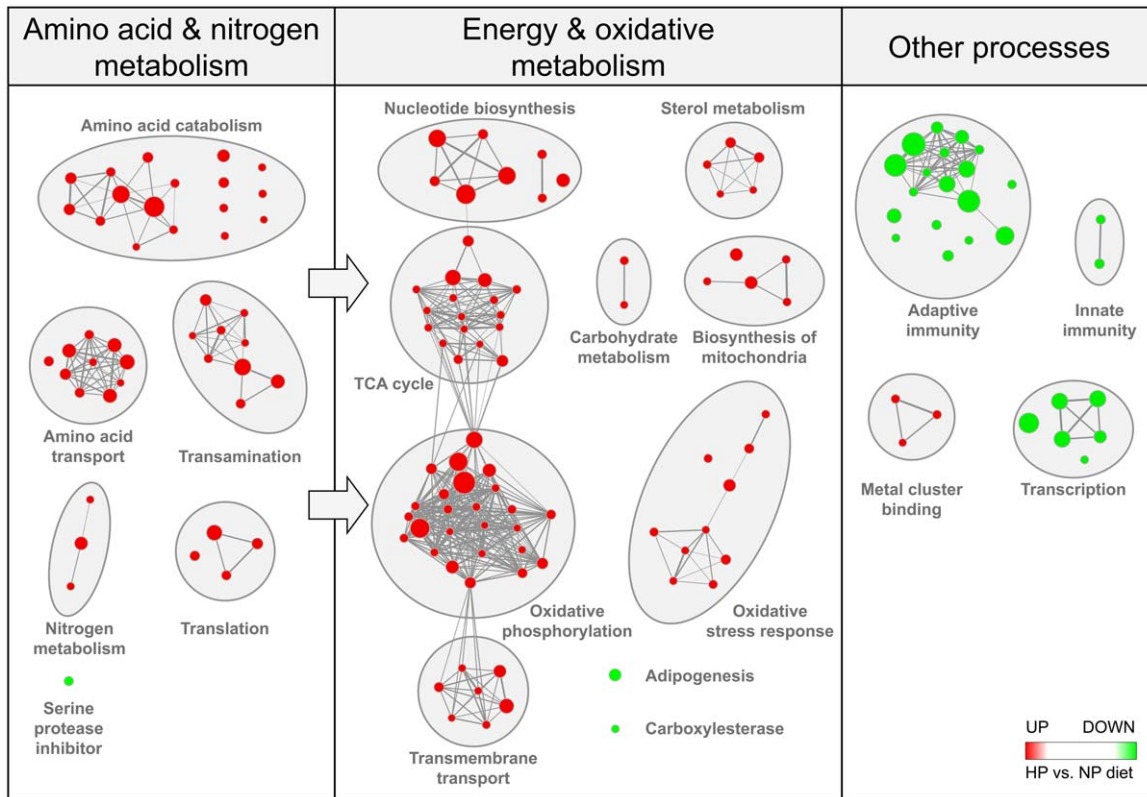 Amino acid & nitrogen
metabolism
Energy & oxidative
metabolism
Other processes
Amino acid catabolism
Amino acid
transport
Transamination
Nitrogen
metabolism
Translation
Serine
protease
inhibitor
Nucleotide biosynthesis
Sterol metabolism
TCA cycle
Carbohydrate
metabolism
Biosynthesis of
mitochondria
Oxidative
phosphorylation
Oxidative
stress response
Transmembrane
transport
Adipogenesis
Carboxylesterase
Adaptive
immunity
Innate
immunity
Metal cluster
binding
Transcription
UP DOWN
HP vs. NP diet